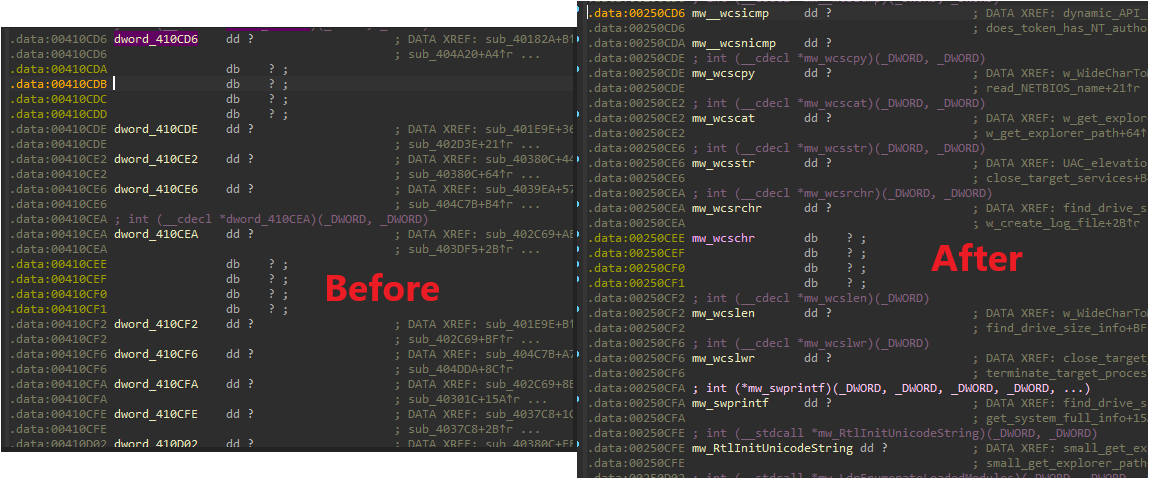 .data:00410CD6 dword_410CD6 dd ? ; DATA XREF: sub_40182A+B1
.data:00410CD6 ; sub_404A20+A4↑r ...
.data:00410CDA db ? ;
.data:00410CDB db ? ;
.data:00410CDC db ? ;
.data:00410CDD db ? ;
.data:00410CDE dword_410CDE dd ? ; DATA XREF: sub_401E9E+36
.data:00410CDE ; sub_402D3E+21↑r ...
.data:00410CE2 dword_410CE2 dd ? ; DATA XREF: sub_40380C+44
.data:00410CE2 ; sub_40380C+64↑r ...
.data:00410CE6 dword_410CE6 dd ? ; DATA XREF: sub_4039EA+57
.data:00410CE6 ; sub_404C7B+B4↑r ...
.data:00410CEA ; int (__cdecl *dword_410CEA)(_DWORD, _DWORD)
.data:00410CEA dword_410CEA dd ? ; DATA XREF: sub_402C69+AE
.data:00410CEA ; sub_403DF5+2B↑r ...
.data:00410CEE db ? ;
.data:00410CEF db ? ;
.data:00410CF0 db ? ;
.data:00410CF1 db ? ;
.data:00410CF2 dword_410CF2 dd ? ; DATA XREF: sub_401E9E+B↑
.data:00410CF2 ; sub_402C69+BF↑r ...
.data:00410CF6 dword_410CF6 dd ? ; DATA XREF: sub_404C7B+A7
.data:00410CF6 ; sub_404DDA+8C↑r
.data:00410CFA dword_410CFA dd ? ; DATA XREF: sub_402C69+8E
.data:00410CFA ; sub_40301C+15A↑r ...
.data:00410CFE dword_410CFE dd ? ; DATA XREF: sub_4037C8+1C
.data:00410CFE ; sub_4037C8+2B↑r ...
.data:00410D02 dword_410D02 dd ? ; DATA XREF: sub_40380C+FF
Before
.data:00250CD6 mw__wcsicmp dd ? ; DATA XREF: dynamic_API_
.data:00250CD6 ; does_token_has_NT_autho
.data:00250CDA mw__wcsnicmp dd ?
.data:00250CDE ; int (__cdecl *mw_wcscpy)(_DWORD, _DWORD)
.data:00250CDE mw_wcscpy dd ? ; DATA XREF: w_WideCharTo
.data:00250CDE ; read_NETBIOS_name+21↑r
.data:00250CE2 ; int (__cdecl *mw_wcscat)(_DWORD, _DWORD)
.data:00250CE2 mw_wcscat dd ? ; DATA XREF: w_get_explor
.data:00250CE2 ; w_get_explorer_path+64↑
.data:00250CE6 ; int (__cdecl *mw_wcsstr)(_DWORD, _DWORD)
.data:00250CE6 mw_wcsstr dd ? ; DATA XREF: UAC_elevatio
.data:00250CE6 ; close_target_services+B4
.data:00250CEA ; int (__cdecl *mw_wcsrchr)(_DWORD, _DWORD)
.data:00250CEA mw_wcsrchr dd ? ; DATA XREF: find_drive_s
.data:00250CEA ; w_create_log_file+2B↑r
.data:00250CEE mw_wcschr db ? ;
.data:00250CEF db ? ;
.data:00250CF0 db ? ;
.data:00250CF1 db ? ;
.data:00250CF2 ; int (__cdecl *mw_wcslen)(_DWORD)
.data:00250CF2 mw_wcslen dd ? ; DATA XREF: w_WideCharTo
.data:00250CF2 ; find_drive_size_info+BF
.data:00250CF6 ; int (__cdecl *mw_wcslwr)(_DWORD)
.data:00250CF6 mw_wcslwr dd ? ; DATA XREF: close_target
.data:00250CF6 ; terminate_target_proces
.data:00250CFA ; int (*mw_swprintf)(_DWORD, _DWORD, _DWORD, _DWORD, ...)
.data:00250CFA mw_swprintf dd ? ; DATA XREF: find_drive_s
.data:00250CFA ; get_system_full_info+15
.data:00250CFE ; int (__stdcall *mw_RtlInitUnicodeString)(_DWORD, _DWORD)
.data:00250CFE mw_RtlInitUnicodeString dd ? ; DATA XREF: small_get_exp
.data:00250CFE ; small_get_explorer_path
After